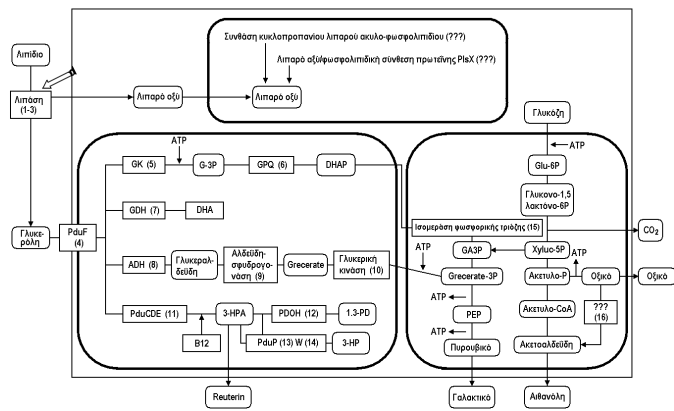 Συνθάση κυκλοπροπανίου λιπαρού ακυλο-φωσφολιπιδίου (???)
Λιπαρό οξύ/φωσφολιπιδική σύνθεση πρωτεΐνης PlsX (???)
Λιπίδιο
Λιπάση
(1-3)
Λιπαρό οξύ
Λιπαρό οξύ
Γλυκόζη
ATP
Glu-6P
Γλυκονο-1,5
λακτόνο-6P
CO2
ATP
GK (5)
G-3P
GPQ (6)
DHAP
GDH (7)
DHA
Γλυκε-
ρόλη
PduF
(4)
Ισομεράση φωσφορικής τριόζης (15)
GA3P
Xyluo-5P
ADH (8)
Γλυκεραλ-
δεΰδη
Αλδεΰδη-
σφυδρογο-
νάση (9)
Grecerate
Γλυκερική
κινάση (10)
ATP
Grecerate-3P
Ακετυλο-P
ATP
Οξικό
Οξικό
ATP
PEP
ATP
Ακετυλο-CoA
???
(16)
PduCDE (11)
3-HPA
PDOH (12)
1.3-PD
B12
PduP (13) W (14)
3-HP
Πυρουβικό
Ακετοαλδεΰδη
Reuterin
Γαλακτικό
Αιθανόλη